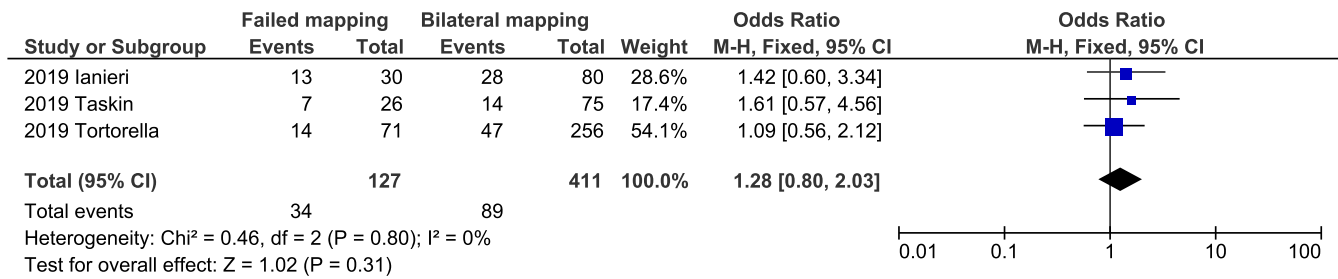 Failed mapping Bilateral mapping Odds Ratio Odds Ratio
Study or Subgroup Events Total Events Total Weight M-H, Fixed, 95% CI M-H, Fixed, 95% CI
2019 Ianieri 13 30 28 80 28.6% 1.42 [0.60, 3.34]
2019 Taskin 7 26 14 75 17.4% 1.61 [0.57, 4.56]
2019 Tortorella 14 71 47 256 54.1% 1.09 [0.56, 2.12]
Total (95% CI) 127 411 100.0% 1.28 [0.80, 2.03]
Total events 34 89
Heterogeneity: Chi² = 0.46, df = 2 (P = 0.80); I² = 0%
Test for overall effect: Z = 1.02 (P = 0.31)
0.01 0.1 1 10 100